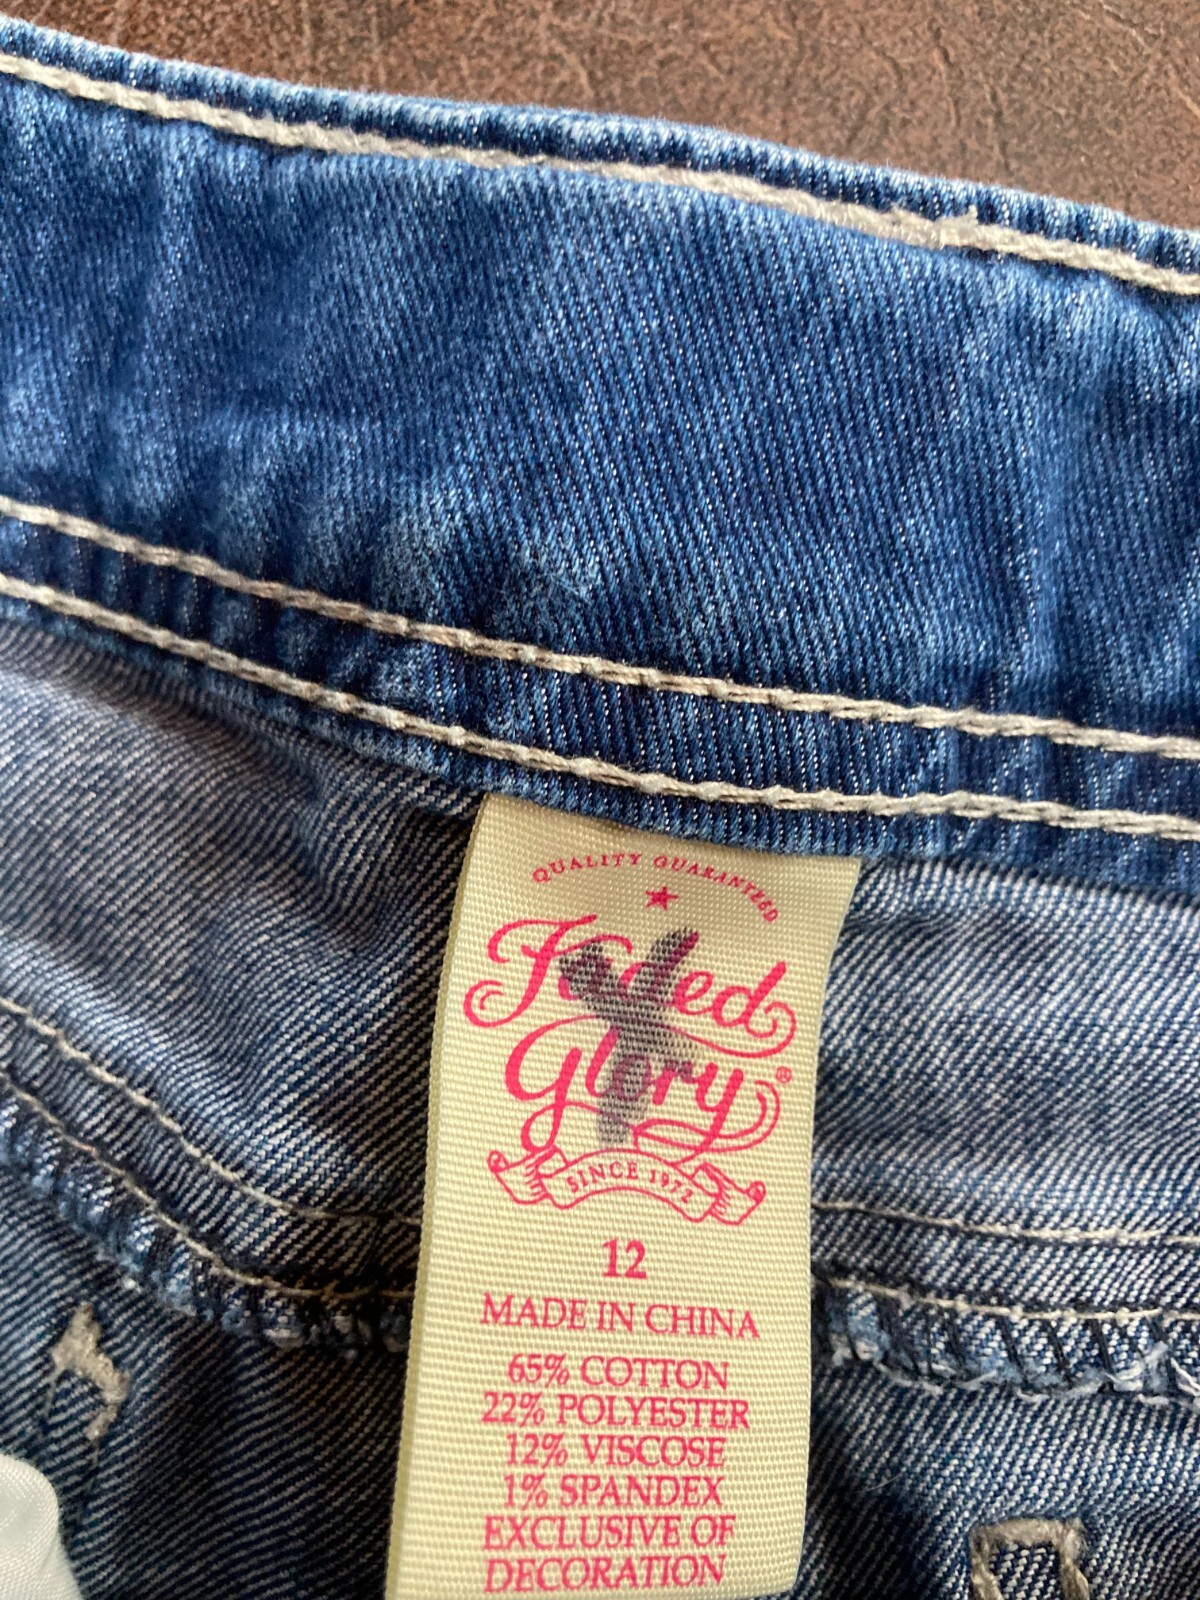 QUALITY GUARANTEED
Faded
Glory®
SINCE 1972
12
MADE IN CHINA
65% COTTON
22% POLYESTER
12% VISCOSE
1% SPANDEX
EXCLUSIVE OF
DECORATION